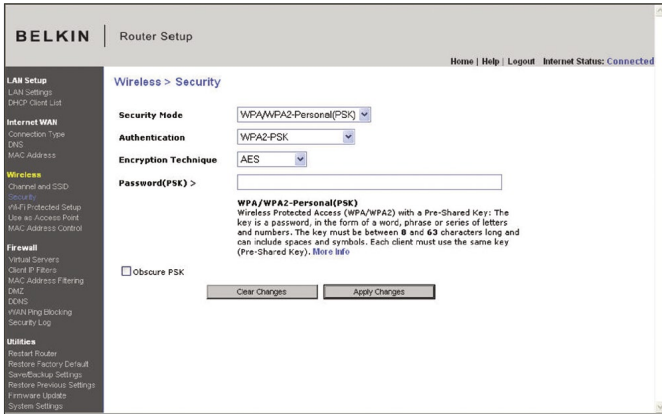 BELKIN | Router Setup
Home | Help | Logout Internet Status: Connected
LAN Setup
LAN Settings
DHCP Client List
Internet WAN
Connection Type
DNS
MAC Address
Wireless
Channel and SSID
Security
Wi-Fi Protected Setup
Use as Access Point
MAC Address Control
Firewall
Virtual Servers
Client IP Filters
MAC Address Filtering
DMZ
DDNS
WAN Ping Blocking
Security Log
Utilities
Restart Router
Restore Factory Default
Save/Backup Settings
Restore Previous Settings
Firmware Update
System Settings
Wireless > Security
Security Mode WPA/WPA2-Personal(PSK)
Authentication WPA2-PSK
Encryption Technique AES
Password(PSK) >
WPA/WPA2-Personal(PSK)
Wireless Protected Access (WPA/WPA2) with a Pre-Shared Key: The
key is a password, in the form of a word, phrase or series of letters
and numbers. The key must be between 8 and 63 characters long and
can include spaces and symbols. Each client must use the same key
(Pre-Shared Key). More Info
Obscure PSK
Clear Changes Apply Changes